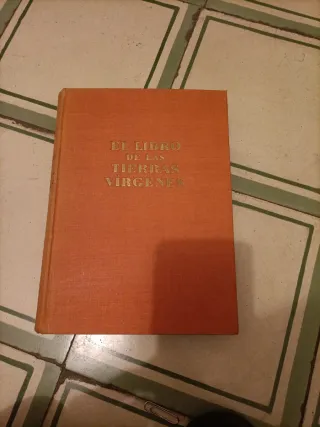 EL LIBRO
DE LAS
TIERRAS
VIRGENES